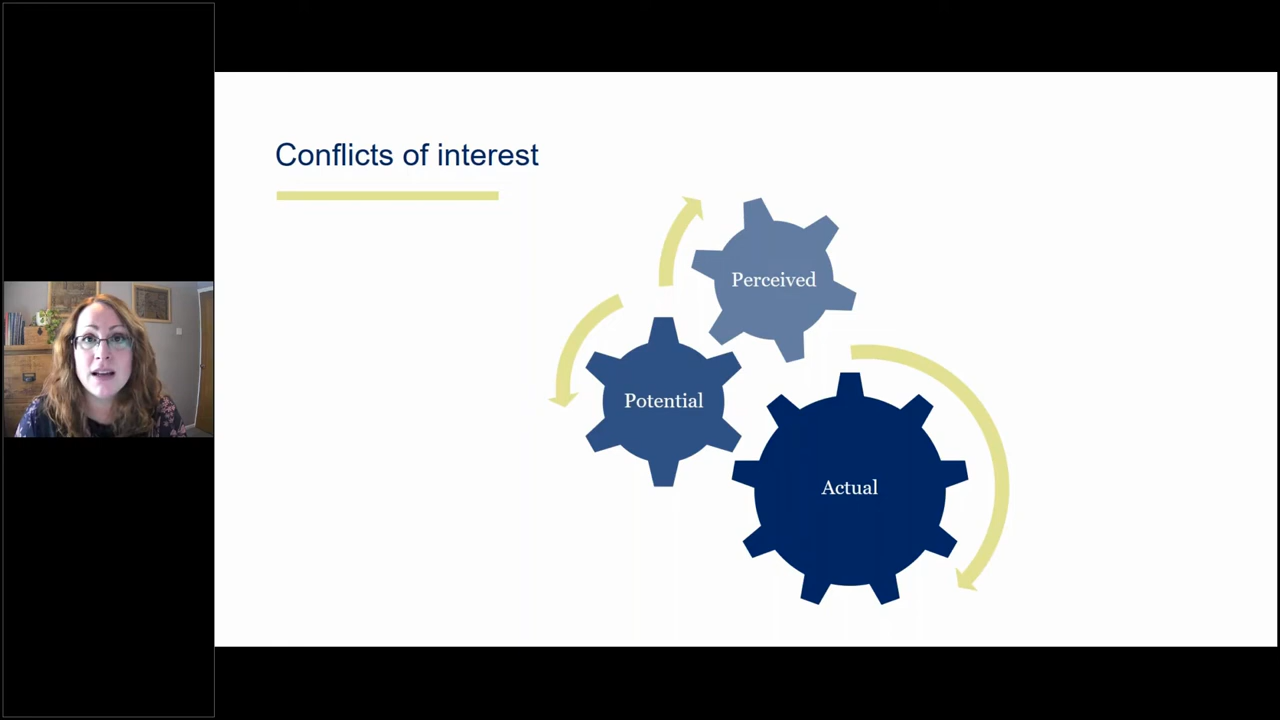 Conflicts of interest
Perceived
Potential
Actual